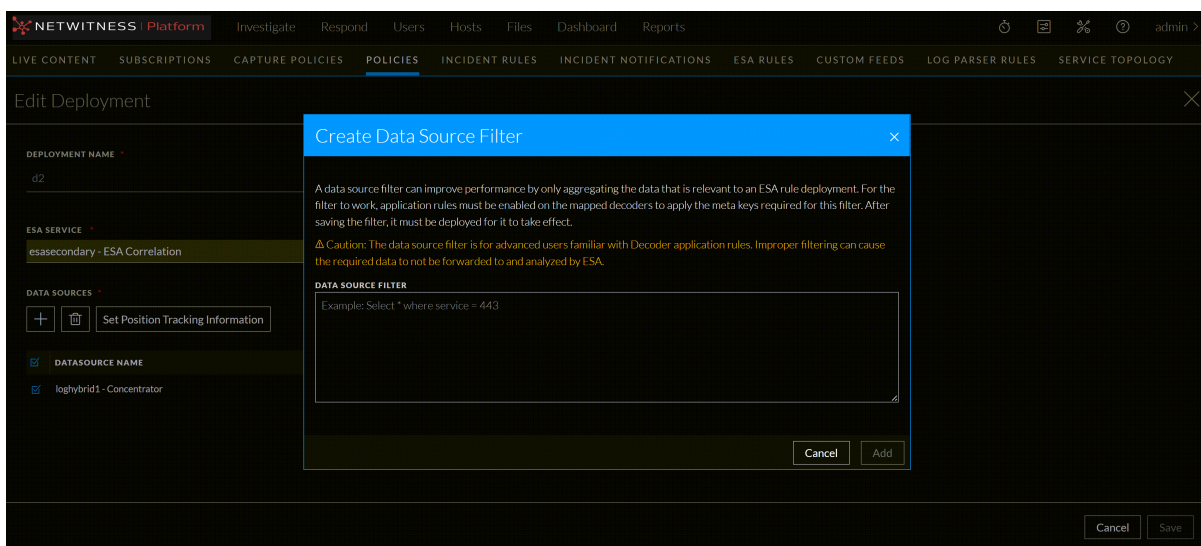 NETWITNESS | Platform Investigate Respond Users Hosts Files Dashboard Reports admin >
LIVE CONTENT SUBSCRIPTIONS CAPTURE POLICIES POLICIES INCIDENT RULES INCIDENT NOTIFICATIONS ESA RULES CUSTOM FEEDS LOG PARSER RULES SERVICE TOPOLOGY
Edit Deployment
DEPLOYMENT NAME *
d2
ESA SERVICE *
esasecondary - ESA Correlation
DATA SOURCES *
Set Position Tracking Information
DATASOURCE NAME
loghybrid1 - Concentrator
Create Data Source Filter
A data source filter can improve performance by only aggregating the data that is relevant to an ESA rule deployment. For the
filter to work, application rules must be enabled on the mapped decoders to apply the meta keys required for this filter. After
saving the filter, it must be deployed for it to take effect.
Caution: The data source filter is for advanced users familiar with Decoder application rules. Improper filtering can cause
the required data to not be forwarded to and analyzed by ESA.
DATA SOURCE FILTER
Example: Select * where service = 443
Cancel Add
Cancel Save